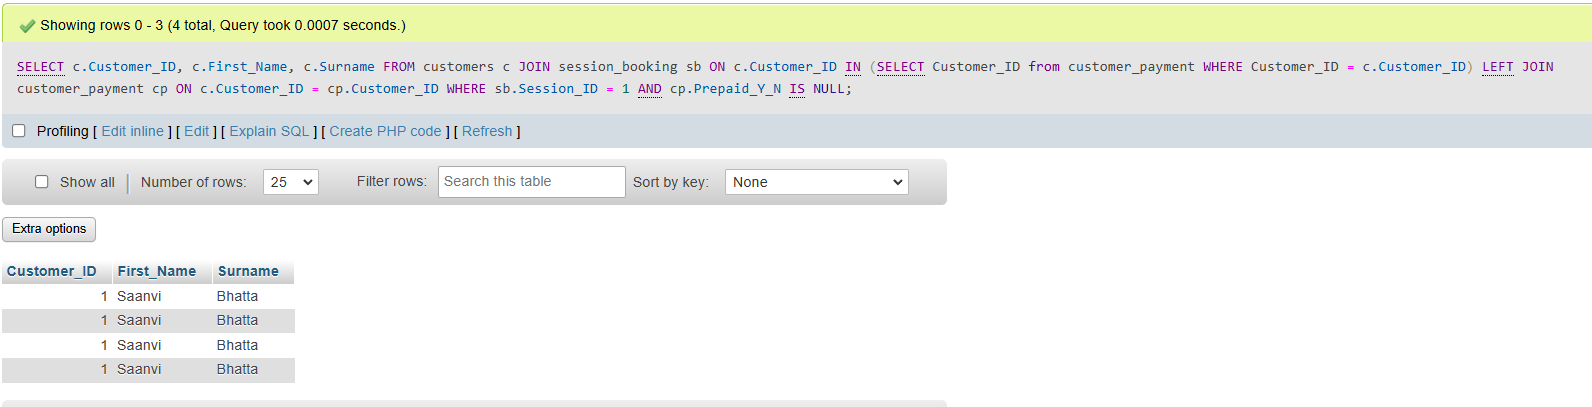 Showing rows 0 - 3 (4 total, Query took 0.0007 seconds.)
SELECT c.Customer_ID, c.First_Name, c.Surname FROM customers c JOIN session_booking sb ON c.Customer_ID IN (SELECT Customer_ID from customer_payment WHERE Customer_ID = c.Customer_ID) LEFT JOIN
customer_payment cp ON c.Customer_ID = cp.Customer_ID WHERE sb.Session_ID = 1 AND cp.Prepaid_Y_N IS NULL;
Profiling [ Edit inline ] [ Edit ] [ Explain SQL ] [ Create PHP code ] [ Refresh ]
Show all | Number of rows: 25 Filter rows: Search this table Sort by key: None
Extra options
Customer_ID First_Name Surname
1 Saanvi Bhatta
1 Saanvi Bhatta
1 Saanvi Bhatta
1 Saanvi Bhatta